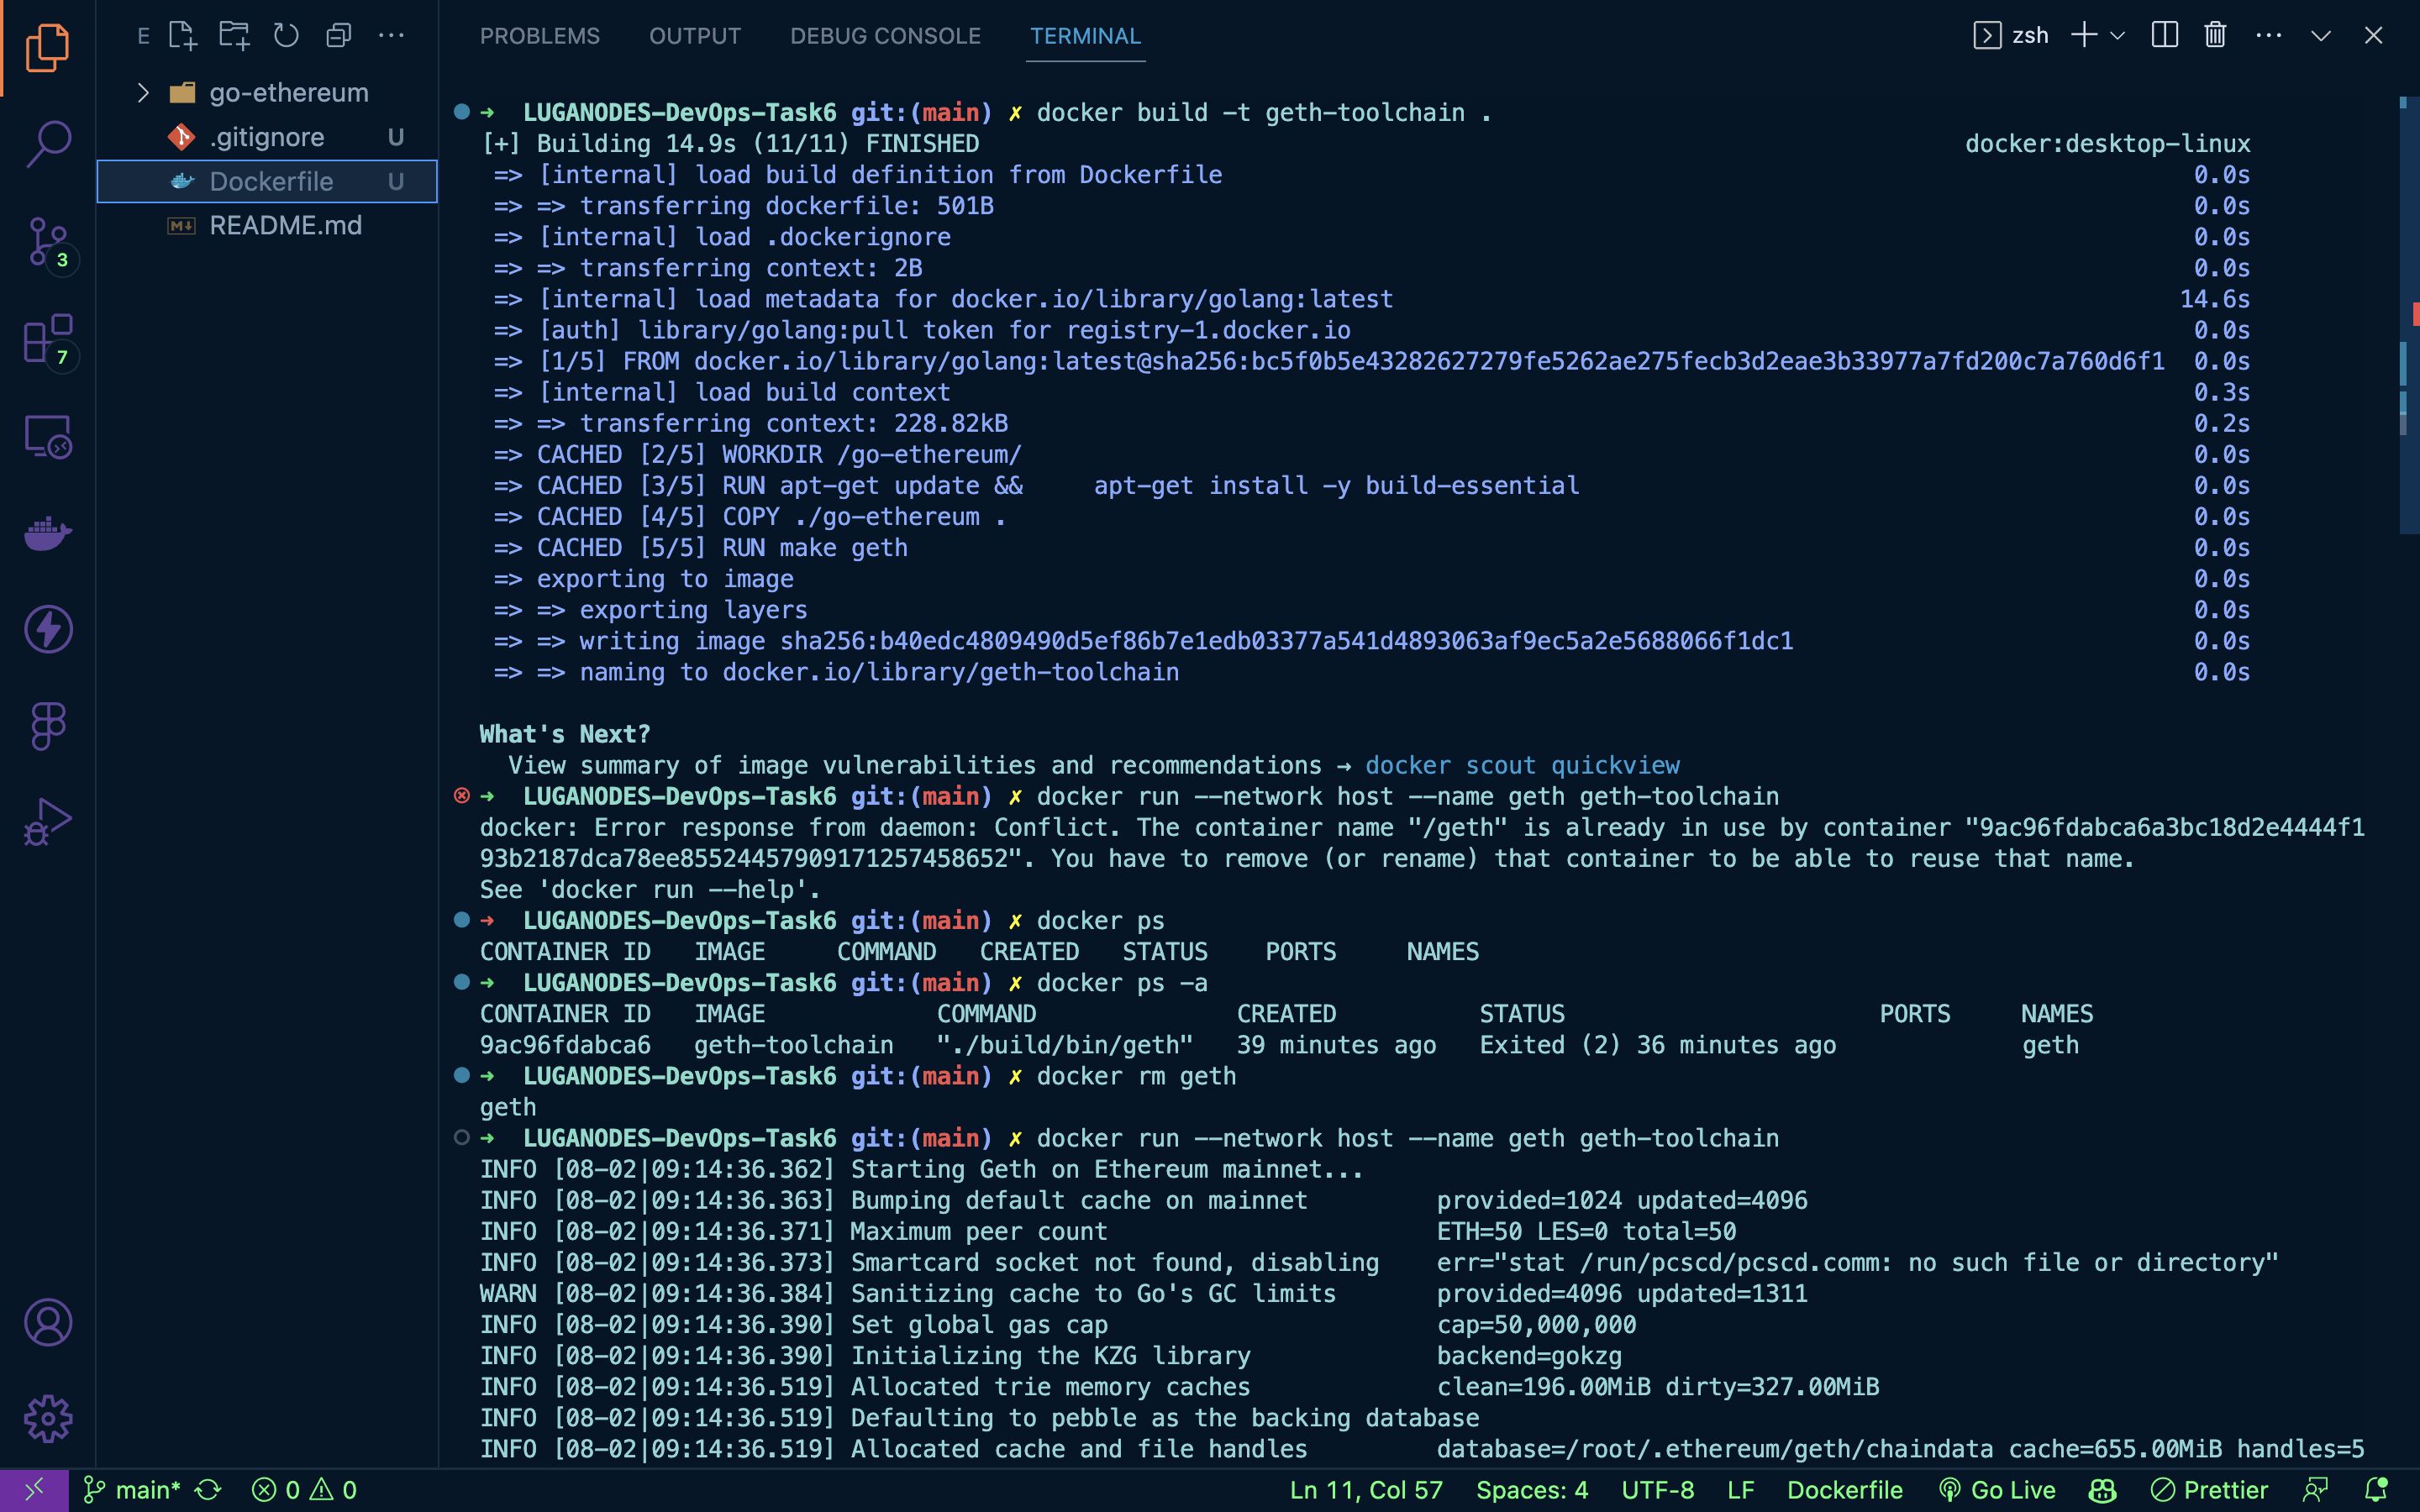 E
go-ethereum
.gitignore U
Dockerfile U
README.md
3
7
PROBLEMS OUTPUT DEBUG CONSOLE TERMINAL
zsh
➜ LUGANODES-DevOps-Task6 git:(main) ✗ docker build -t geth-toolchain .
[+] Building 14.9s (11/11) FINISHED docker:desktop-linux
=> [internal] load build definition from Dockerfile 0.0s
=> => transferring dockerfile: 501B 0.0s
=> [internal] load .dockerignore 0.0s
=> => transferring context: 2B 0.0s
=> [internal] load metadata for docker.io/library/golang:latest 14.6s
=> [auth] library/golang:pull token for registry-1.docker.io 0.0s
=> [1/5] FROM docker.io/library/golang:latest@sha256:bc5f0b5e43282627279fe5262ae275fecb3d2eae3b33977a7fd200c7a760d6f1 0.0s
=> [internal] load build context 0.3s
=> => transferring context: 228.82kB 0.2s
=> CACHED [2/5] WORKDIR /go-ethereum/ 0.0s
=> CACHED [3/5] RUN apt-get update &&     apt-get install -y build-essential 0.0s
=> CACHED [4/5] COPY ./go-ethereum . 0.0s
=> CACHED [5/5] RUN make geth 0.0s
=> exporting to image 0.0s
=> => exporting layers 0.0s
=> => writing image sha256:b40edc4809490d5ef86b7e1edb03377a541d4893063af9ec5a2e5688066f1dc1 0.0s
=> => naming to docker.io/library/geth-toolchain 0.0s
What's Next?
View summary of image vulnerabilities and recommendations → docker scout quickview
➜ LUGANODES-DevOps-Task6 git:(main) ✗ docker run --network host --name geth geth-toolchain
docker: Error response from daemon: Conflict. The container name "/geth" is already in use by container "9ac96fdabca6a3bc18d2e4444f1
93b2187dca78ee85524457909171257458652". You have to remove (or rename) that container to be able to reuse that name.
See 'docker run --help'.
➜ LUGANODES-DevOps-Task6 git:(main) ✗ docker ps
CONTAINER ID IMAGE COMMAND CREATED STATUS PORTS NAMES
➜ LUGANODES-DevOps-Task6 git:(main) ✗ docker ps -a
CONTAINER ID IMAGE COMMAND CREATED STATUS PORTS NAMES
9ac96fdabca6 geth-toolchain "./build/bin/geth" 39 minutes ago Exited (2) 36 minutes ago geth
➜ LUGANODES-DevOps-Task6 git:(main) ✗ docker rm geth
geth
➜ LUGANODES-DevOps-Task6 git:(main) ✗ docker run --network host --name geth geth-toolchain
INFO [08-02|09:14:36.362] Starting Geth on Ethereum mainnet...
INFO [08-02|09:14:36.363] Bumping default cache on mainnet provided=1024 updated=4096
INFO [08-02|09:14:36.371] Maximum peer count ETH=50 LES=0 total=50
INFO [08-02|09:14:36.373] Smartcard socket not found, disabling err="stat /run/pcscd/pcscd.comm: no such file or directory"
WARN [08-02|09:14:36.384] Sanitizing cache to Go's GC limits provided=4096 updated=1311
INFO [08-02|09:14:36.390] Set global gas cap cap=50,000,000
INFO [08-02|09:14:36.390] Initializing the KZG library backend=gokzg
INFO [08-02|09:14:36.519] Allocated trie memory caches clean=196.00MiB dirty=327.00MiB
INFO [08-02|09:14:36.519] Defaulting to pebble as the backing database
INFO [08-02|09:14:36.519] Allocated cache and file handles database=/root/.ethereum/geth/chaindata cache=655.00MiB handles=5
main* 0 0 Ln 11, Col 57 Spaces: 4 UTF-8 LF Dockerfile Go Live Prettier